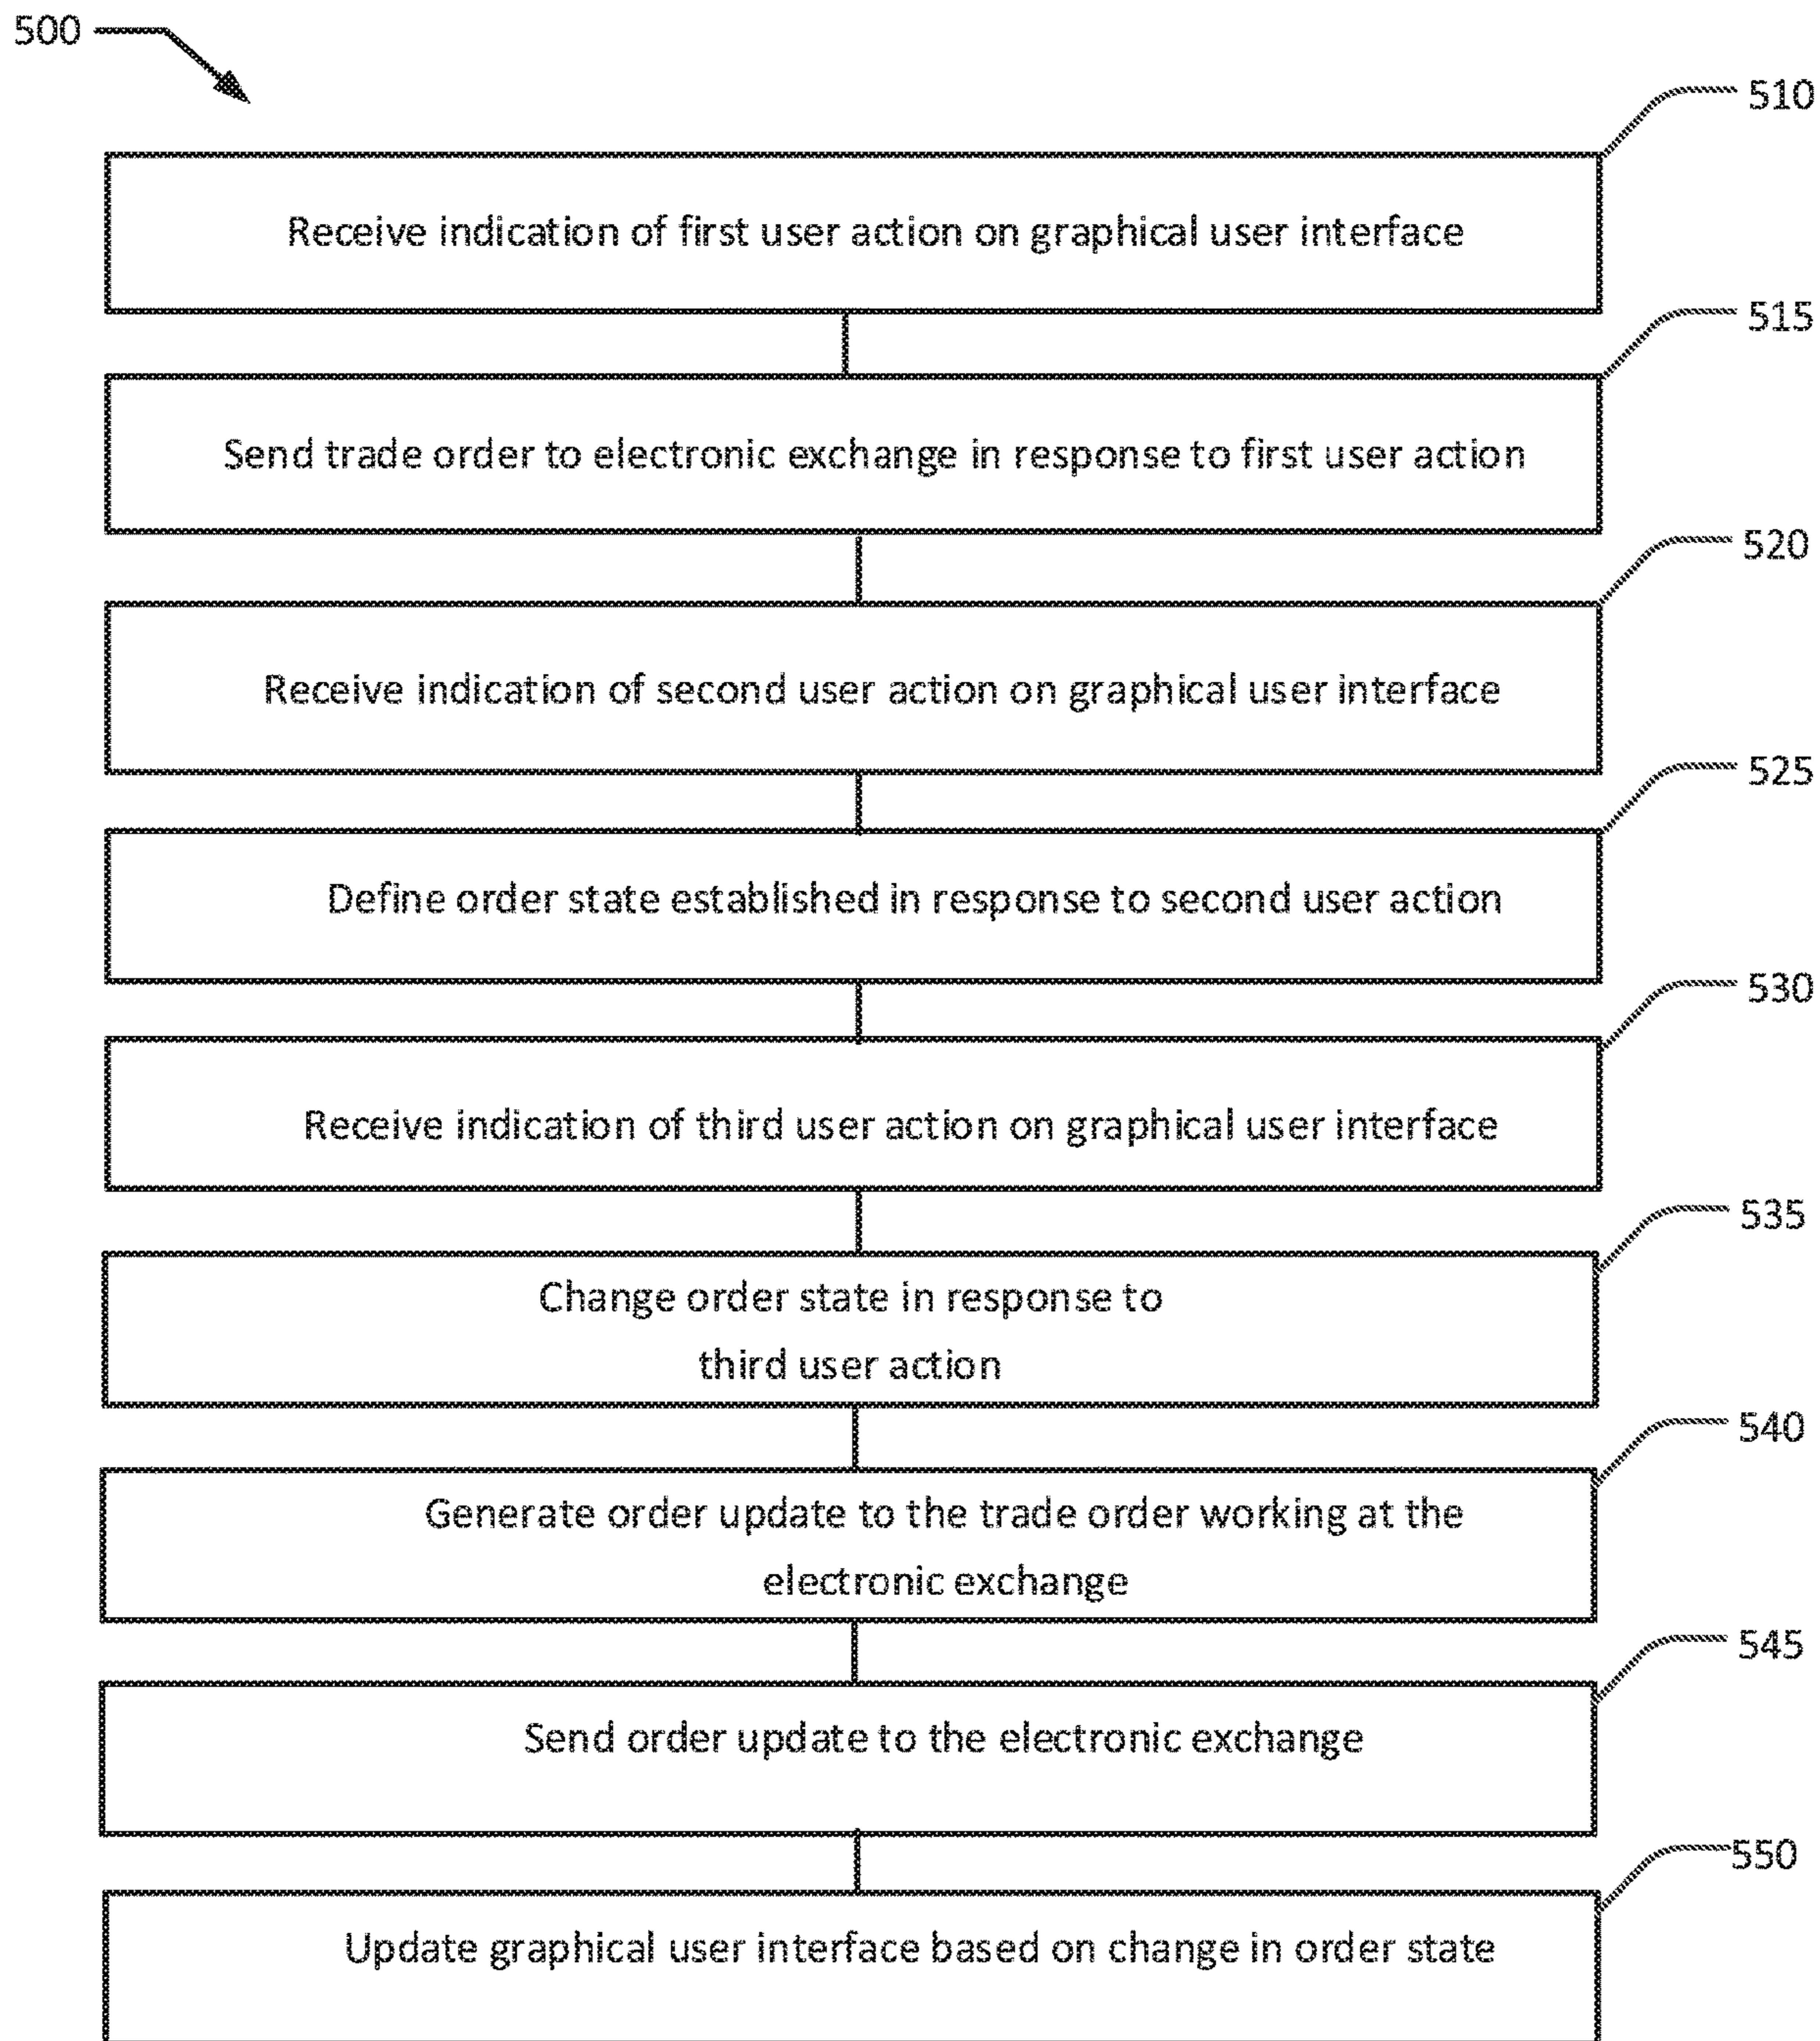 500
510
Receive indication of first user action on graphical user interface
515
Send trade order to electronic exchange in response to first user action
520
Receive indication of second user action on graphical user interface
525
Define order state established in response to second user action
530
Receive indication of third user action on graphical user interface
535
Change order state in response to
third user action
540
Generate order update to the trade order working at the
electronic exchange
545
Send order update to the electronic exchange
550
Update graphical user interface based on change in order state